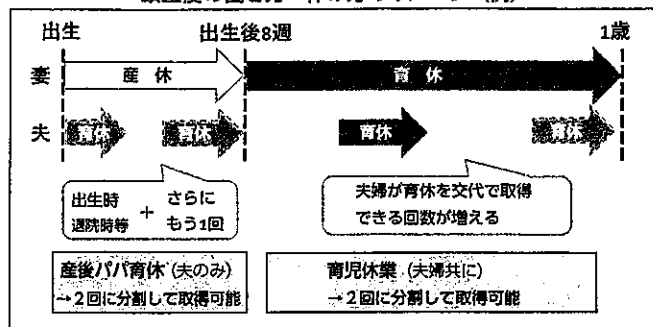 出生 出生後8週 1歳
妻 産 休 育 休
夫 育休 育休 育休 育休
出生時 + さらに
退院時等 もう1回
夫婦が育休を交代で取得
できる回数が増える
産後パパ育休 (夫のみ)
→2回に分割して取得可能
育児休業 (夫婦共に)
→2回に分割して取得可能